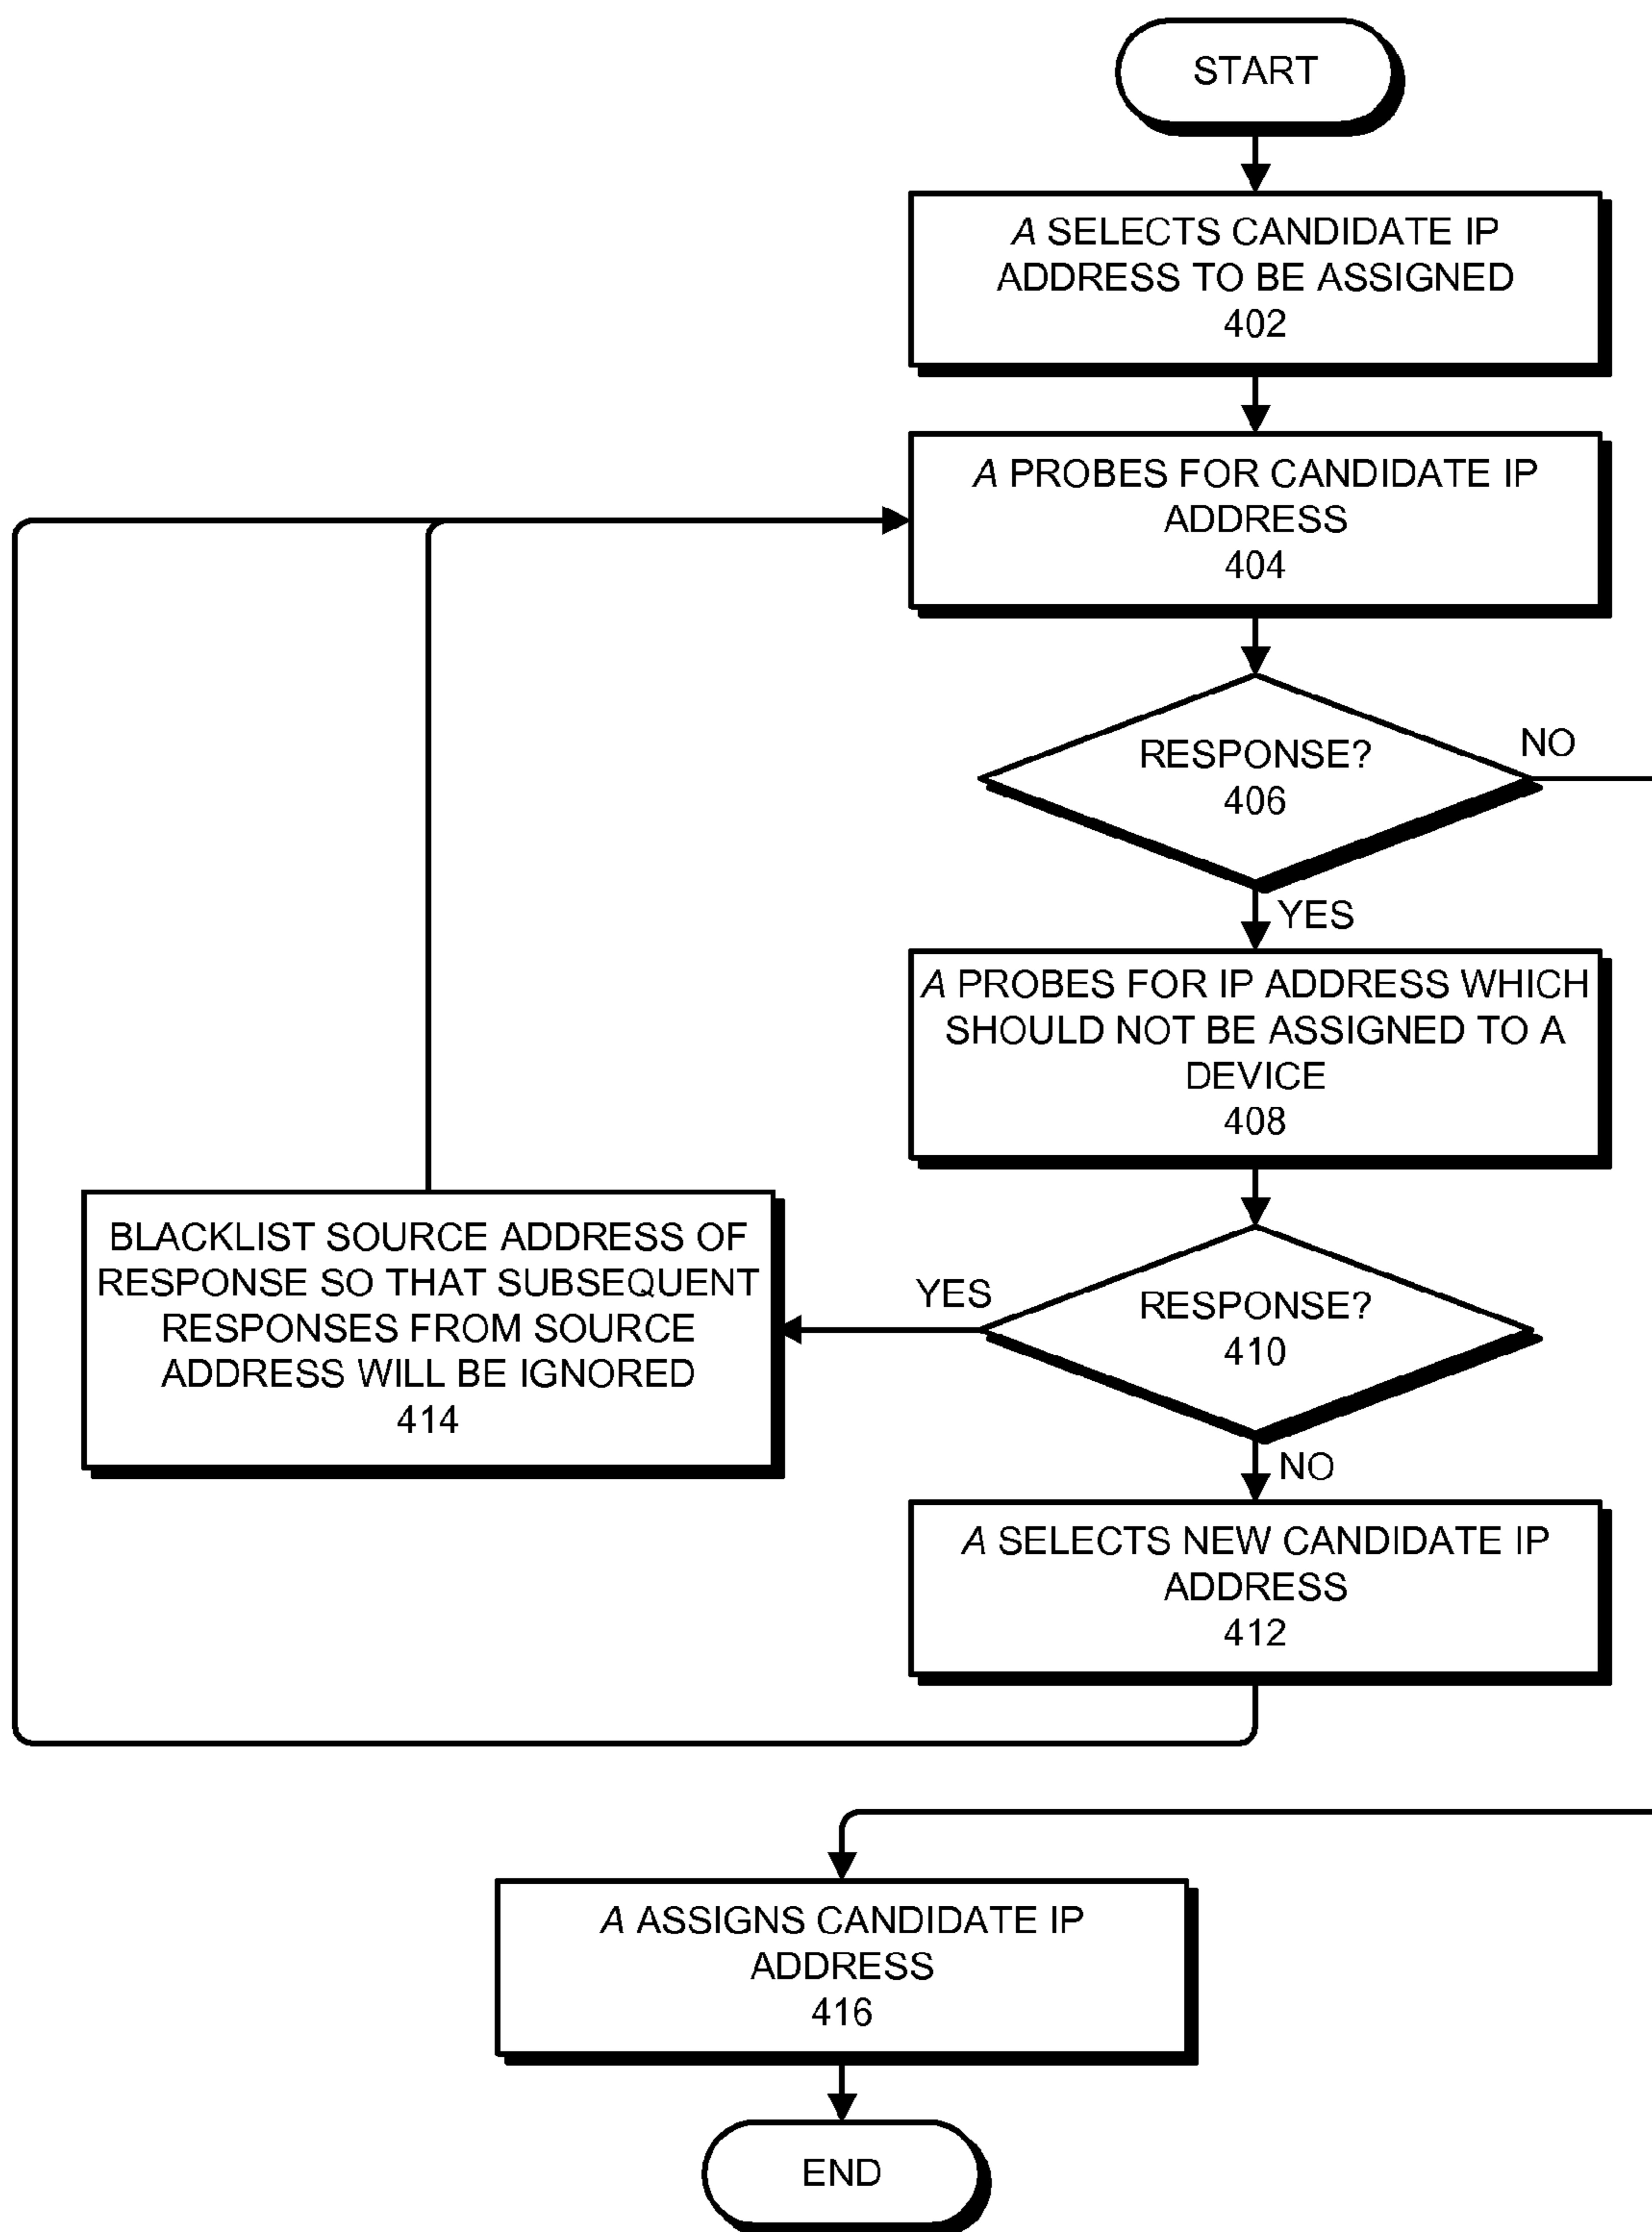 START
A SELECTS CANDIDATE IP
ADDRESS TO BE ASSIGNED
402
A PROBES FOR CANDIDATE IP
ADDRESS
404
RESPONSE?
406
NO
YES
A PROBES FOR IP ADDRESS WHICH
SHOULD NOT BE ASSIGNED TO A
DEVICE
408
RESPONSE?
410
YES
BLACKLIST SOURCE ADDRESS OF
RESPONSE SO THAT SUBSEQUENT
RESPONSES FROM SOURCE
ADDRESS WILL BE IGNORED
414
NO
A SELECTS NEW CANDIDATE IP
ADDRESS
412
A ASSIGNS CANDIDATE IP
ADDRESS
416
END